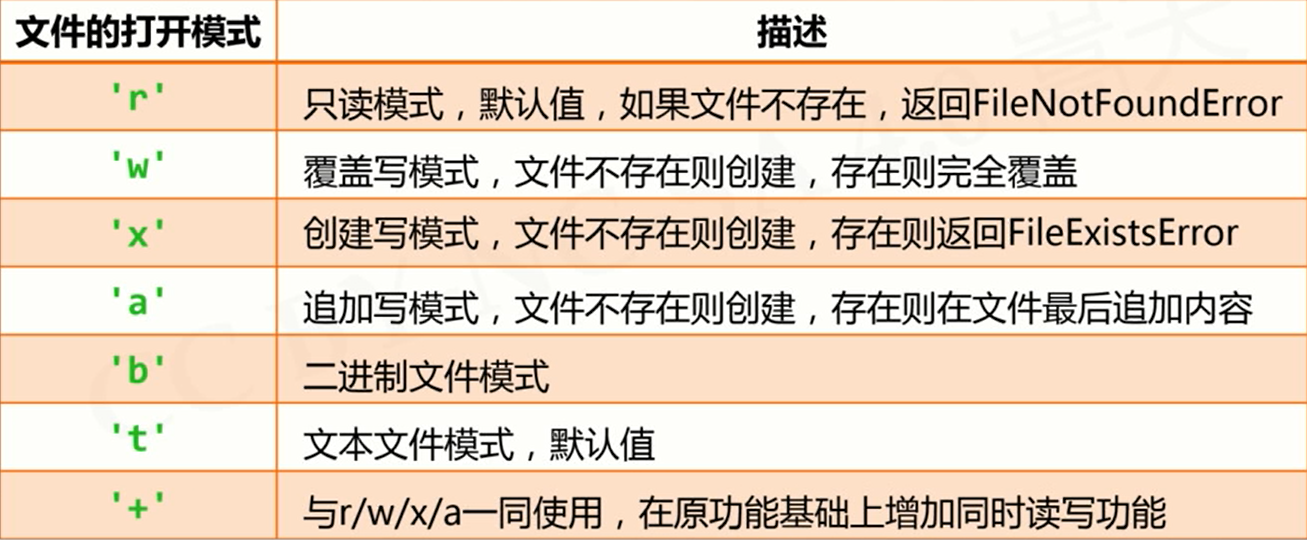 文件的打开模式 描述
'r' 只读模式，默认值，如果文件不存在，返回FileNotFoundError
'w' 覆盖写模式，文件不存在则创建，存在则完全覆盖
'x' 创建写模式，文件不存在则创建，存在则返回FileExistsError
'a' 追加写模式，文件不存在则创建，存在则在文件最后追加内容
'b' 二进制文件模式
't' 文本文件模式，默认值
'+' 与r/w/x/a一同使用，在原功能基础上增加同时读写功能